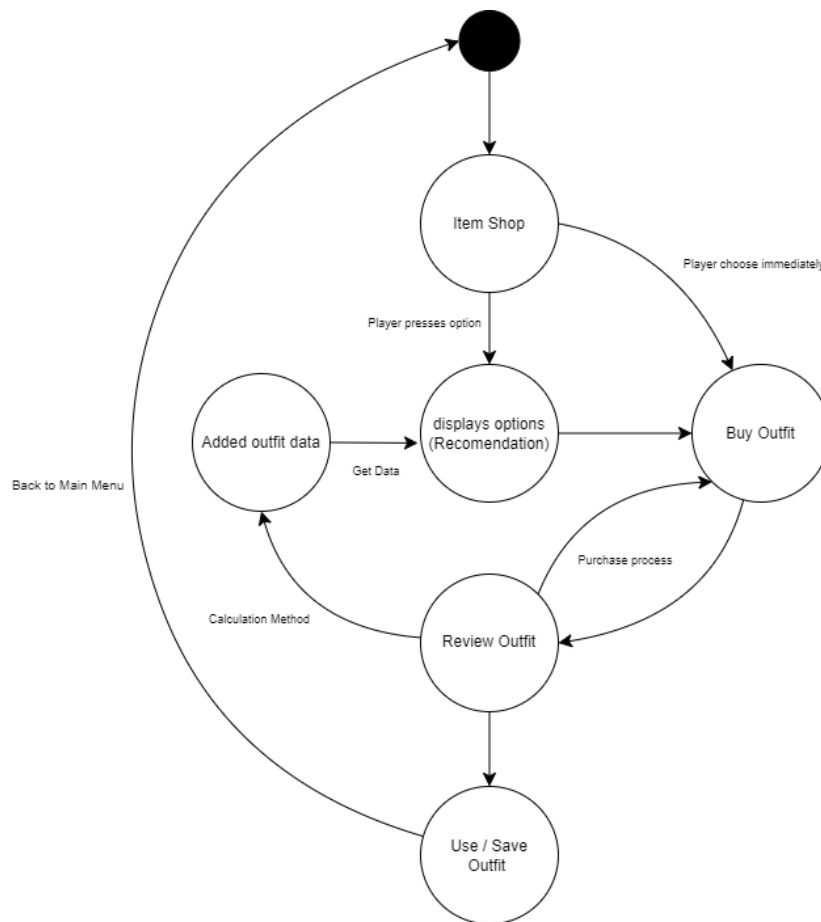 Item Shop
Player choose immediately
Player presses option
Added outfit data
displays options
(Recomendation)
Buy Outfit
Get Data
Back to Main Menu
Purchase process
Calculation Method
Review Outfit
Use / Save
Outfit